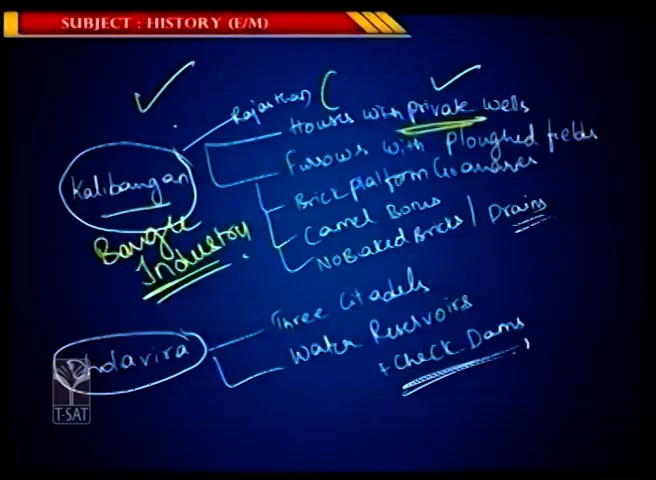 SUBJECT : HISTORY (E/M)
Rajasthan (
Houses with private wells
Furrows with Ploughed fields
Kalibangan
Brick platform Granaries
Camel Bones
No Baked Bricks / Drains
Bangle
Industry
Three Citadels
Water Reservoirs
+ Check Dams
T-SAT